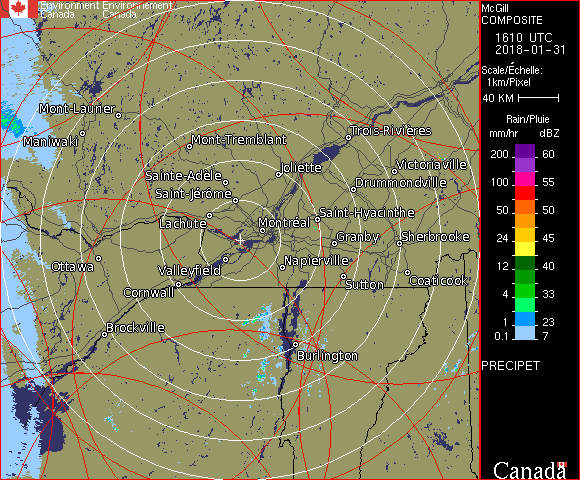 Environment Environnement
Canada Canada
McGill
COMPOSITE
1610 UTC
2018-01-31
Scale/Échelle:
1km/Pixel
40 KM
Rain/Pluie
mm/hr dBZ
200 60
100 55
50 50
24 45
12 40
4 33
1 23
0.1 7
PRECIPET
Canada
Mont-Laurier
Maniwaki
Mont-Tremblant
Trois-Rivières
Sainte-Adèle
Joliette
Victoriaville
Saint-Jérôme
Drummondville
Lachute
Montréal
Saint-Hyacinthe
Granby
Sherbrooke
Ottawa
Valleyfield
Napierville
Cornwall
Sutton
Coaticook
Brockville
Burlington